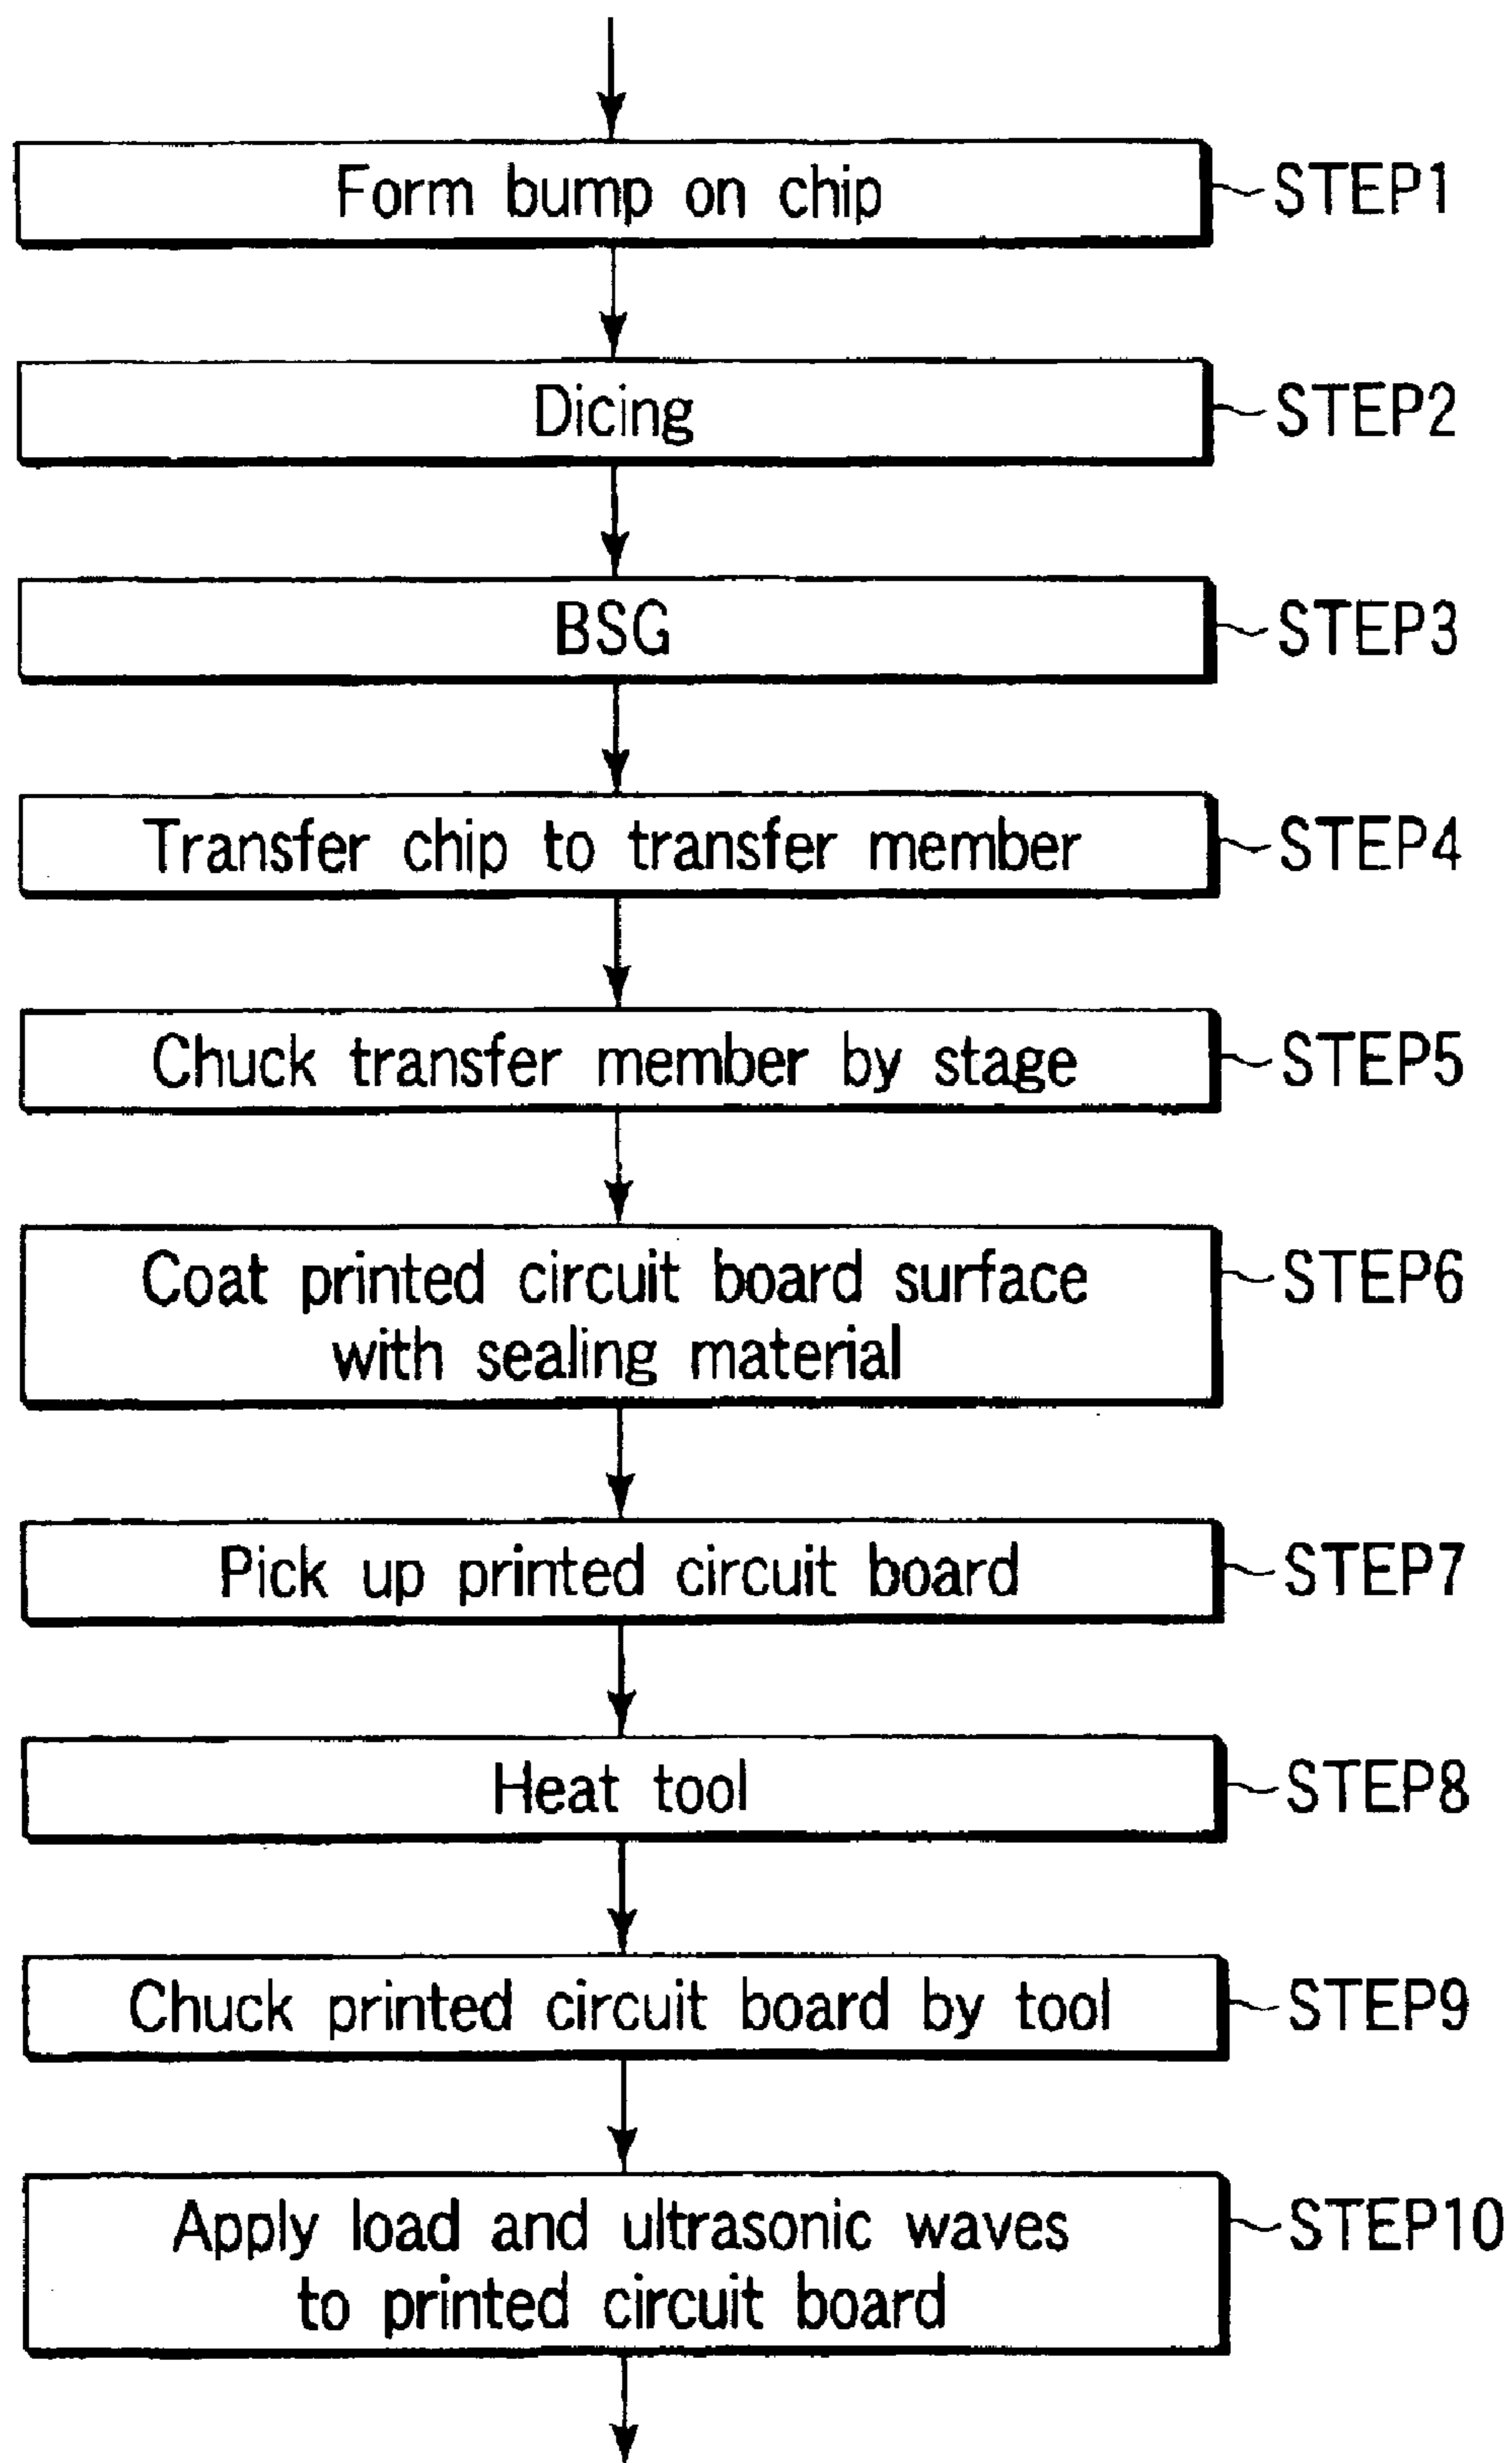 Form bump on chip
STEP1
Dicing
STEP2
BSG
STEP3
Transfer chip to transfer member
STEP4
Chuck transfer member by stage
STEP5
Coat printed circuit board surface
with sealing material
STEP6
Pick up printed circuit board
STEP7
Heat tool
STEP8
Chuck printed circuit board by tool
STEP9
Apply load and ultrasonic waves
to printed circuit board
STEP10